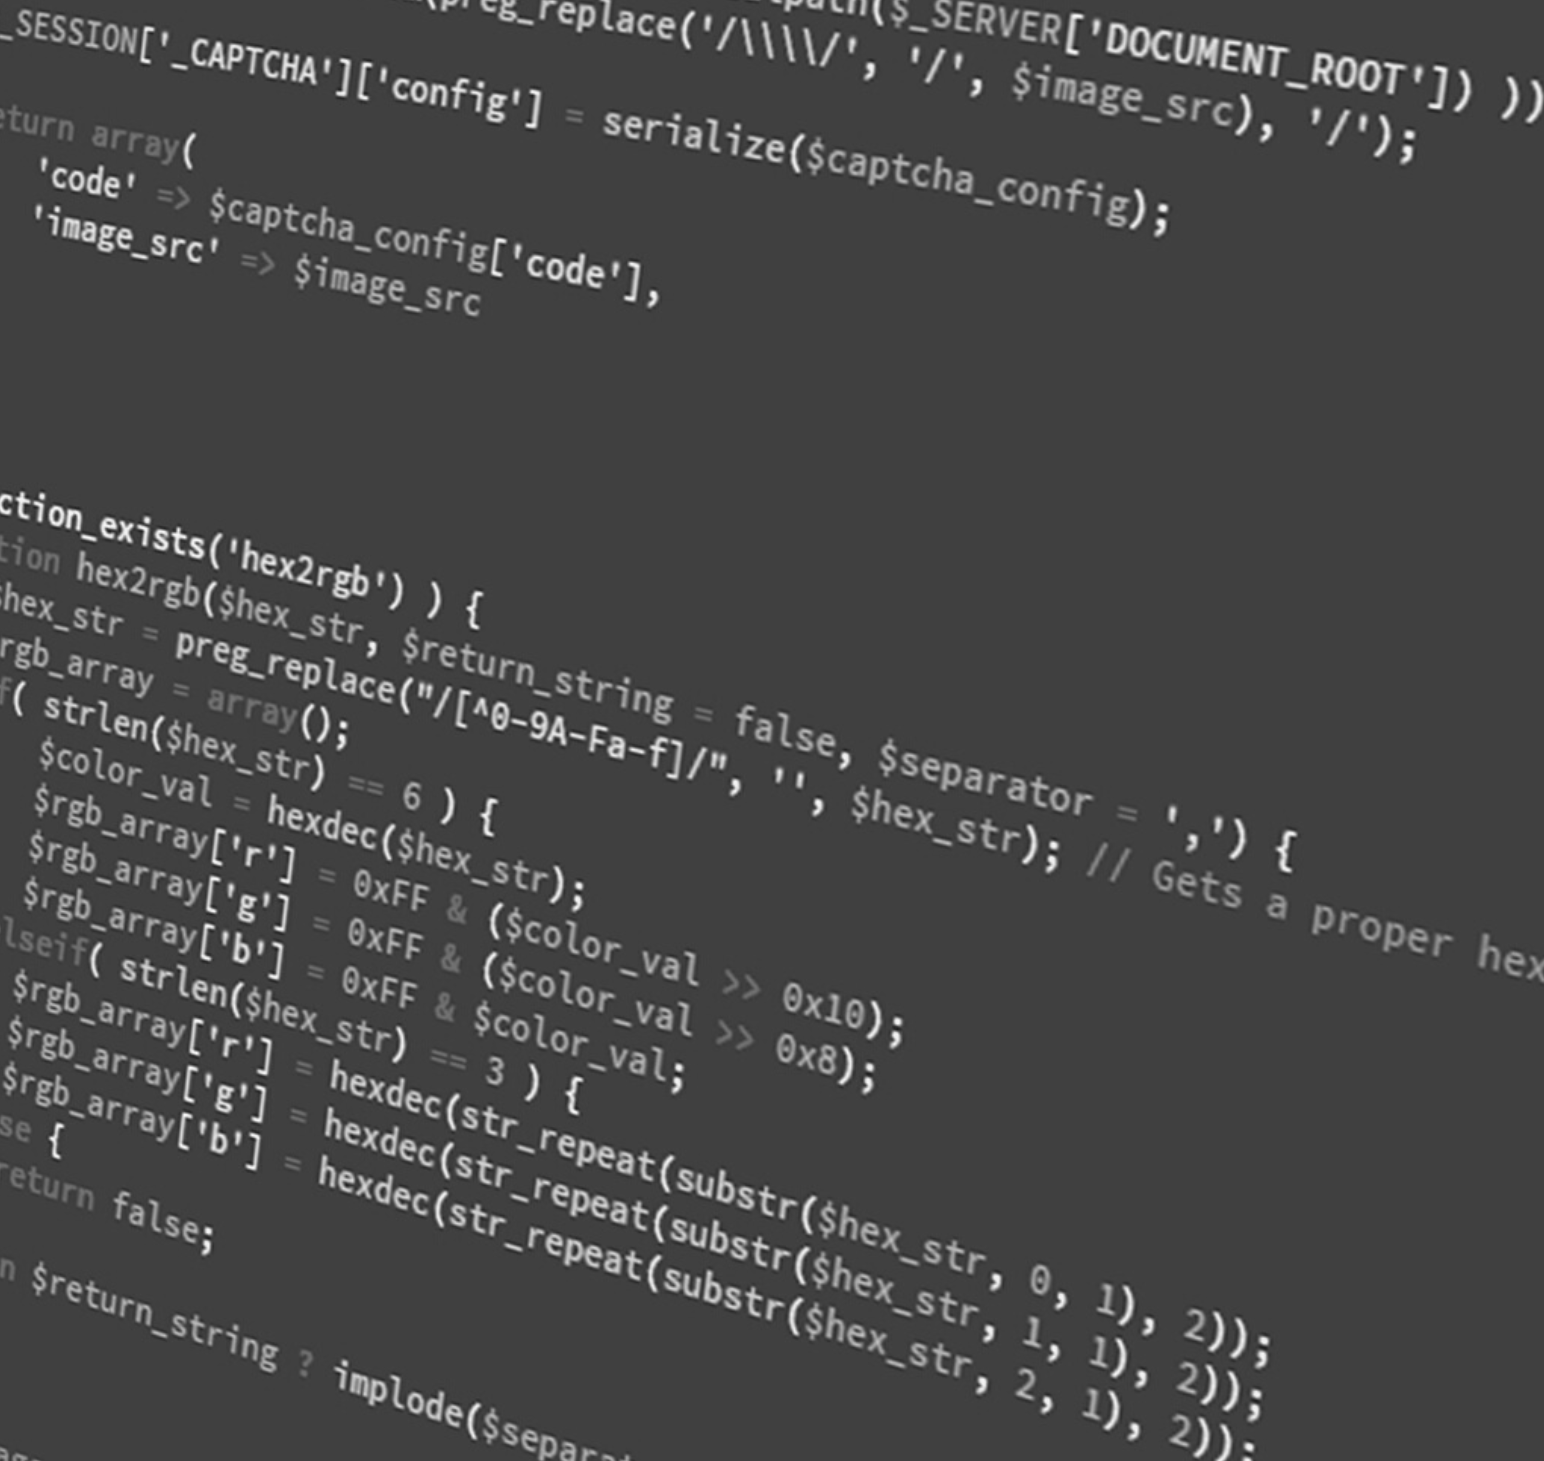 ($_SERVER['DOCUMENT_ROOT']) ))
(preg_replace('/\\\\/', '/', $image_src), '/');
_SESSION['_CAPTCHA']['config'] = serialize($captcha_config);
eturn array(
'code' => $captcha_config['code'],
'image_src' => $image_src
ction_exists('hex2rgb') ) {
tion hex2rgb($hex_str, $return_string = false, $separator = ',') {
$hex_str = preg_replace("/[^0-9A-Fa-f]/", '', $hex_str); // Gets a proper hex
rgb_array = array();
f( strlen($hex_str) == 6 ) {
$color_val = hexdec($hex_str);
$rgb_array['r'] = 0xFF & ($color_val >> 0x10);
$rgb_array['g'] = 0xFF & ($color_val >> 0x8);
$rgb_array['b'] = 0xFF & $color_val;
lseif( strlen($hex_str) == 3 ) {
$rgb_array['r'] = hexdec(str_repeat(substr($hex_str, 0, 1), 2));
$rgb_array['g'] = hexdec(str_repeat(substr($hex_str, 1, 1), 2));
$rgb_array['b'] = hexdec(str_repeat(substr($hex_str, 2, 1), 2));
se {
return false;
n $return_string ? implode($separat